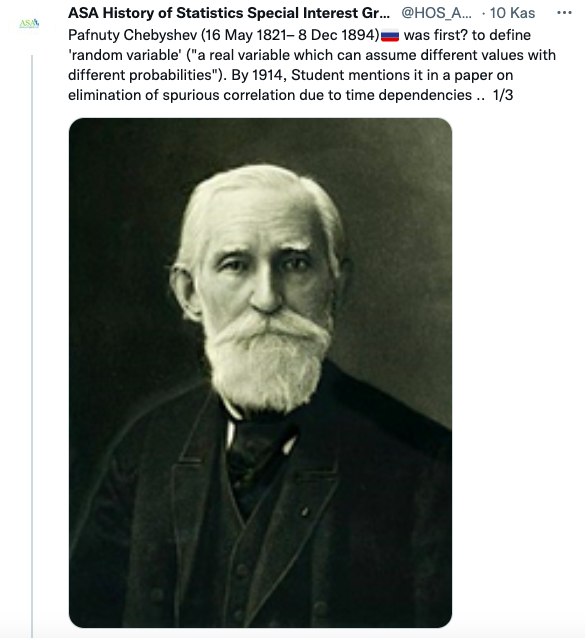 ASA
ASA History of Statistics Special Interest Gr... @HOS_A... · 10 Kas ···
Pafnuty Chebyshev (16 May 1821– 8 Dec 1894)🇷🇺 was first? to define
'random variable' ("a real variable which can assume different values with
different probabilities"). By 1914, Student mentions it in a paper on
elimination of spurious correlation due to time dependencies .. 1/3